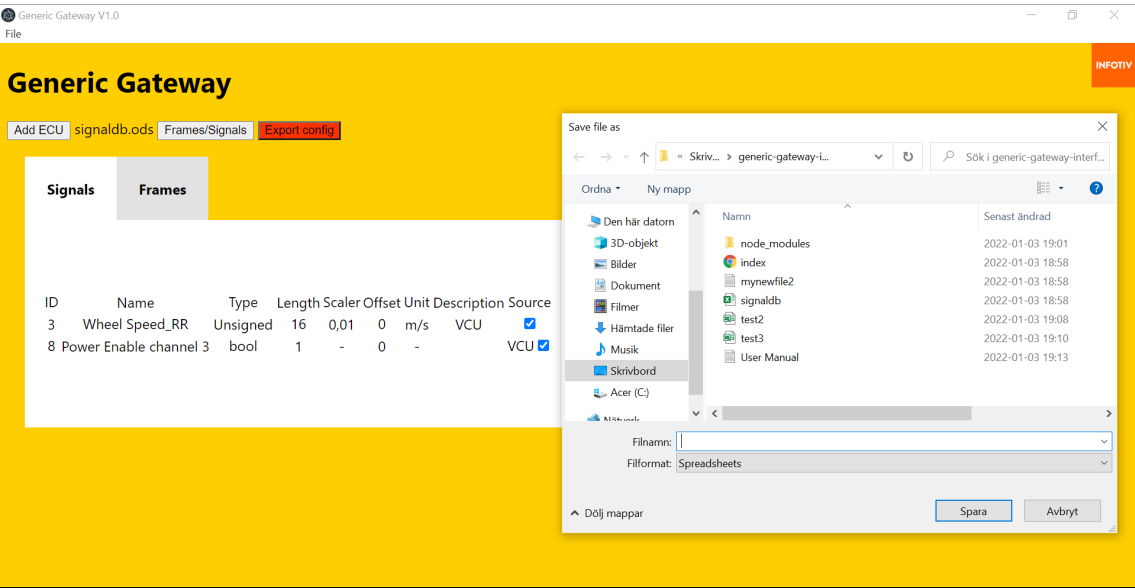 Generic Gateway V1.0
File
INFOTIV
Generic Gateway
Add ECU signaldb.ods Frames/Signals Export config
Signals Frames
ID Name Type Length Scaler Offset Unit Description Source
3 Wheel Speed_RR Unsigned 16 0,01 0 m/s VCU
8 Power Enable channel 3 bool 1 - 0 - VCU
Save file as
« Skriv... > generic-gateway-i...
Sök i generic-gateway-interf...
Ordna Ny mapp
Den här datorn
3D-objekt
Bilder
Dokument
Filmer
Hämtade filer
Musik
Skrivbord
Acer (C:)
Nätverk
Namn Senast ändrad
node_modules 2022-01-03 19:01
index 2022-01-03 18:58
mynewfile2 2022-01-03 18:58
signaldb 2022-01-03 18:58
test2 2022-01-03 19:08
test3 2022-01-03 19:10
User Manual 2022-01-03 19:13
Filnamn:
Filformat: Spreadsheets
Dölj mappar
Spara Avbryt